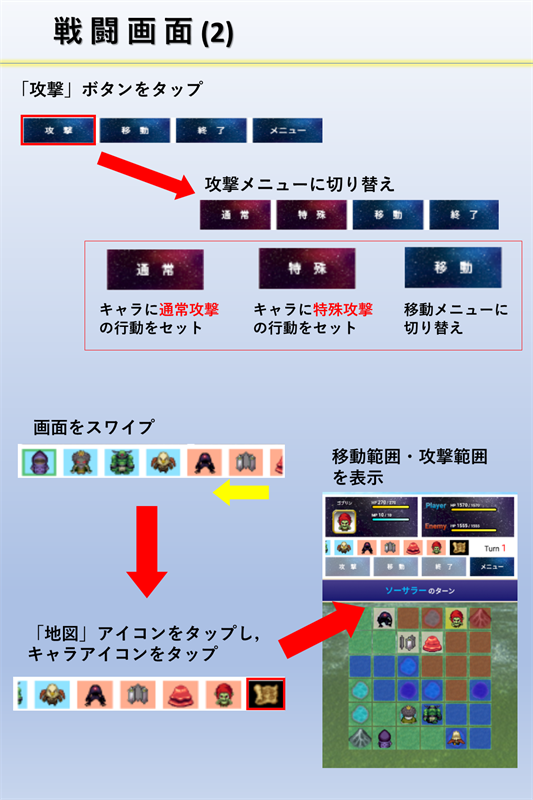 戦闘画面(2)
「攻撃」ボタンをタップ
攻撃 移動 終了 メニュー
攻撃メニューに切り替え
通常 特殊 移動 終了
通常 特殊 移動
キャラに通常攻撃
の行動をセット
キャラに特殊攻撃
の行動をセット
移動メニューに
切り替え
画面をスワイプ
移動範囲・攻撃範囲
を表示
ゴブリン
HP 270 / 270
MP 10 / 10
Player HP 1570 / 1570
Enemy HP 1555 / 1555
Turn 1
攻撃 移動 終了 メニュー
ソーサラーのターン
「地図」アイコンをタップし,
キャラアイコンをタップ